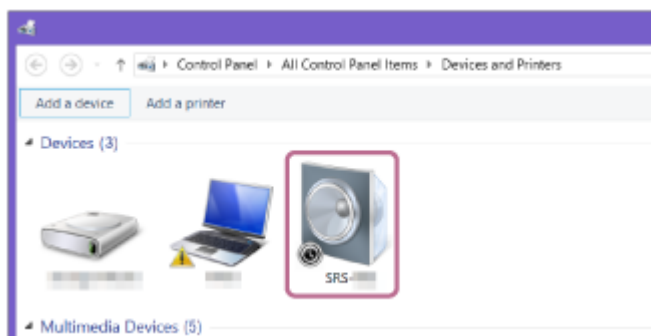 Control Panel All Control Panel Items Devices and Printers
Add a device Add a printer
Devices (3)
SRS-
Multimedia Devices (5)